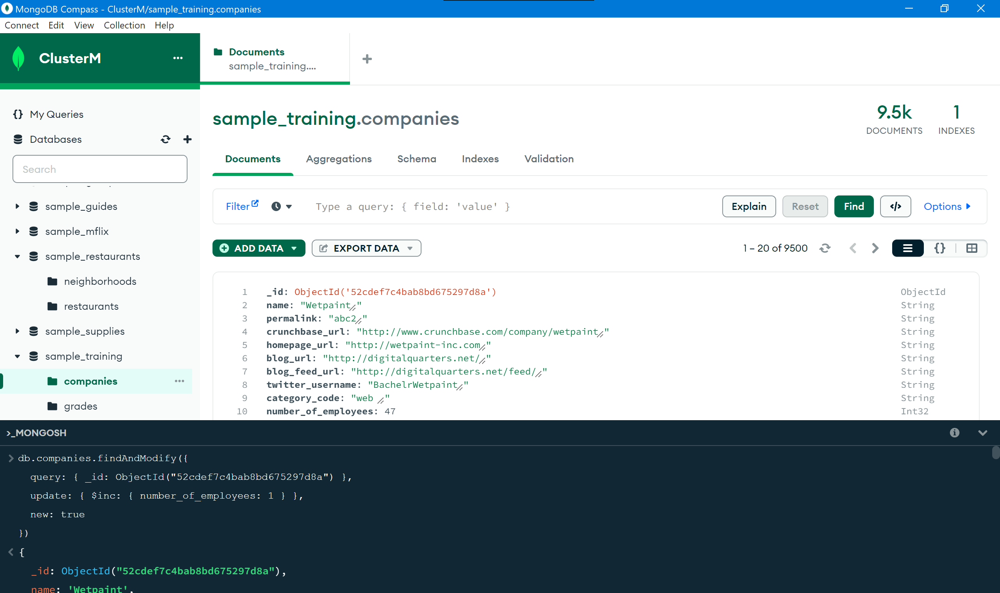 MongoDB Compass - ClusterM/sample_training.companies
Connect Edit View Collection Help
ClusterM
Documents
sample_training....
My Queries
Databases
Search
sample_guides
sample_mflix
sample_restaurants
neighborhoods
restaurants
sample_supplies
sample_training
companies
grades
sample_training.companies
9.5k
DOCUMENTS
1
INDEXES
Documents Aggregations Schema Indexes Validation
Filter Type a query: { field: 'value' } Explain Reset Find </> Options
ADD DATA EXPORT DATA 1 – 20 of 9500 {}
1 _id: ObjectId('52cdef7c4bab8bd675297d8a') ObjectId
2 name: "Wetpaint" String
3 permalink: "abc2" String
4 crunchbase_url: "http://www.crunchbase.com/company/wetpaint" String
5 homepage_url: "http://wetpaint-inc.com" String
6 blog_url: "http://digitalquarters.net/" String
7 blog_feed_url: "http://digitalquarters.net/feed/" String
8 twitter_username: "BachelrWetpaint" String
9 category_code: "web " String
10 number_of_employees: 47 Int32
>_MONGOSH
> db.companies.findAndModify({
query: { _id: ObjectId("52cdef7c4bab8bd675297d8a") },
update: { $inc: { number_of_employees: 1 } },
new: true
})
< {
_id: ObjectId("52cdef7c4bab8bd675297d8a"),
name: 'Wetpaint',